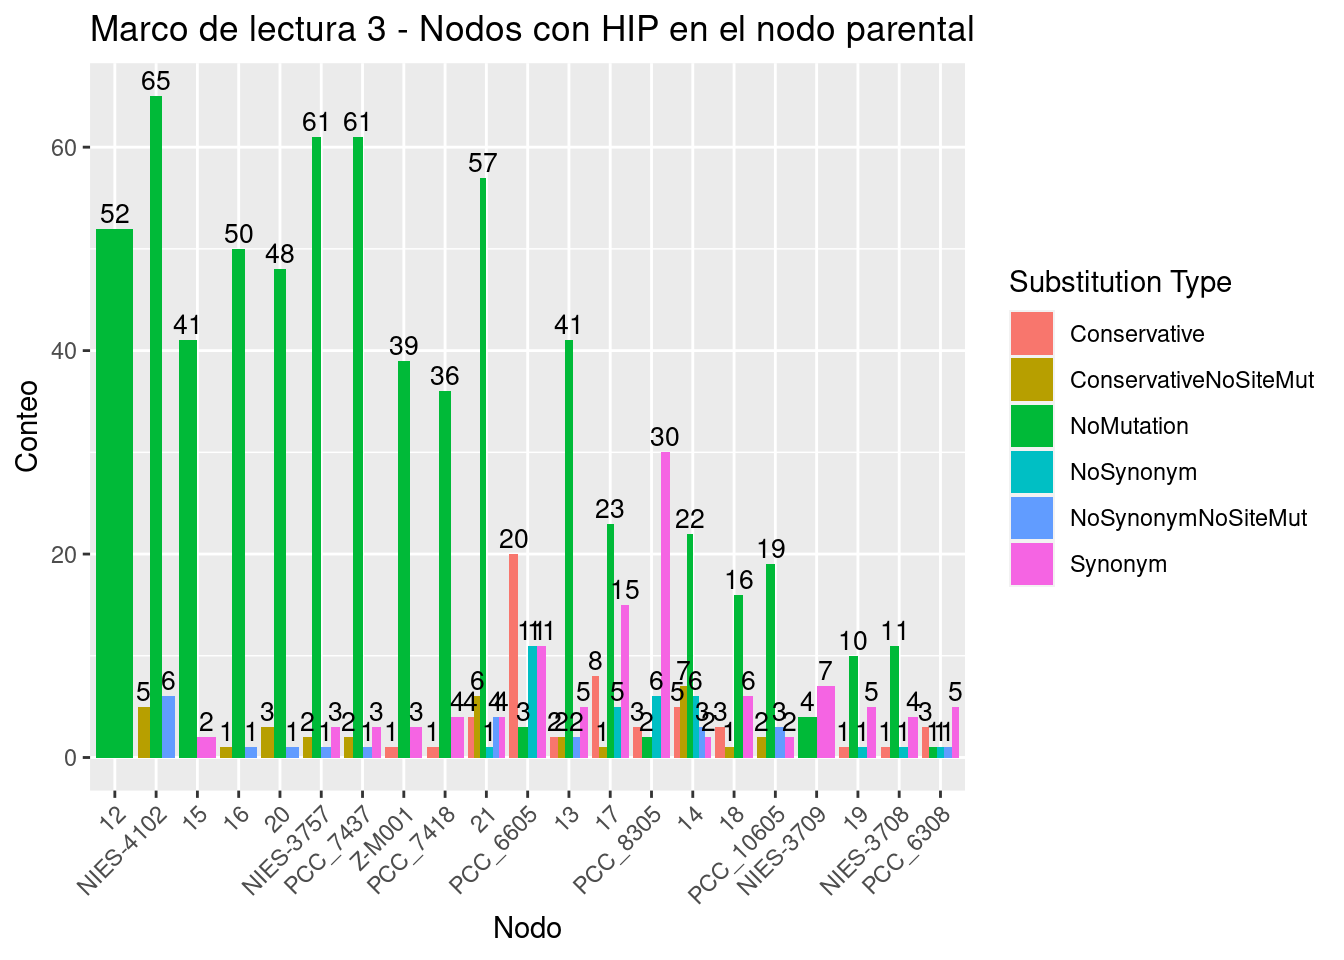 Marco de lectura 3 - Nodos con HIP en el nodo parental
Conteo
60
40
20
0
52
5 65 6
41 2
1 50 1
3 48 1
2 61 1 3
2 61 1 3
1 39 3
1 36 4
4 6 57 1 4 4
20 3 11 11
2 2 41 2 5
8 1 23 5 15
3 2 6 30
5 7 22 6 3 2
3 1 16 6
2 19 3 2
4 7
1 10 1 5
1 11 1 4
3 1 1 1 5
12
NIES-4102
15
16
20
NIES-3757
PCC_7437
Z-M001
PCC_7418
21
PCC_6605
13
17
PCC_8305
14
18
PCC_10605
NIES-3709
19
NIES-3708
PCC_6308
Nodo
Substitution Type
Conservative
ConservativeNoSiteMut
NoMutation
NoSynonym
NoSynonymNoSiteMut
Synonym